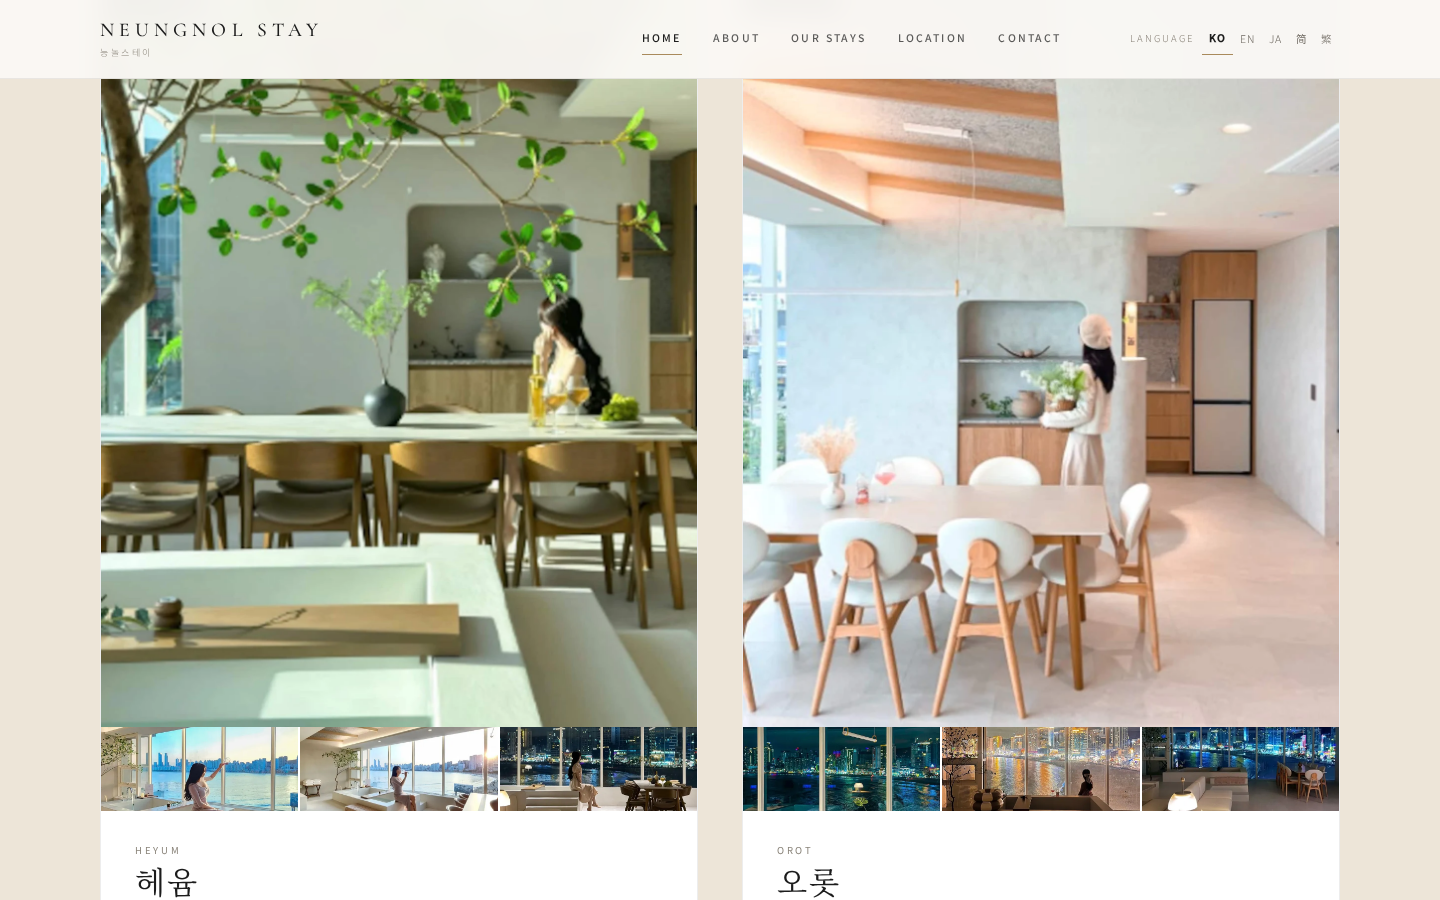 NEUNGNOL STAY
능놀스테이
HOME ABOUT OUR STAYS LOCATION CONTACT
LANGUAGE KO EN JA 简 繁
HEYUM
헤윰
OROT
오롯